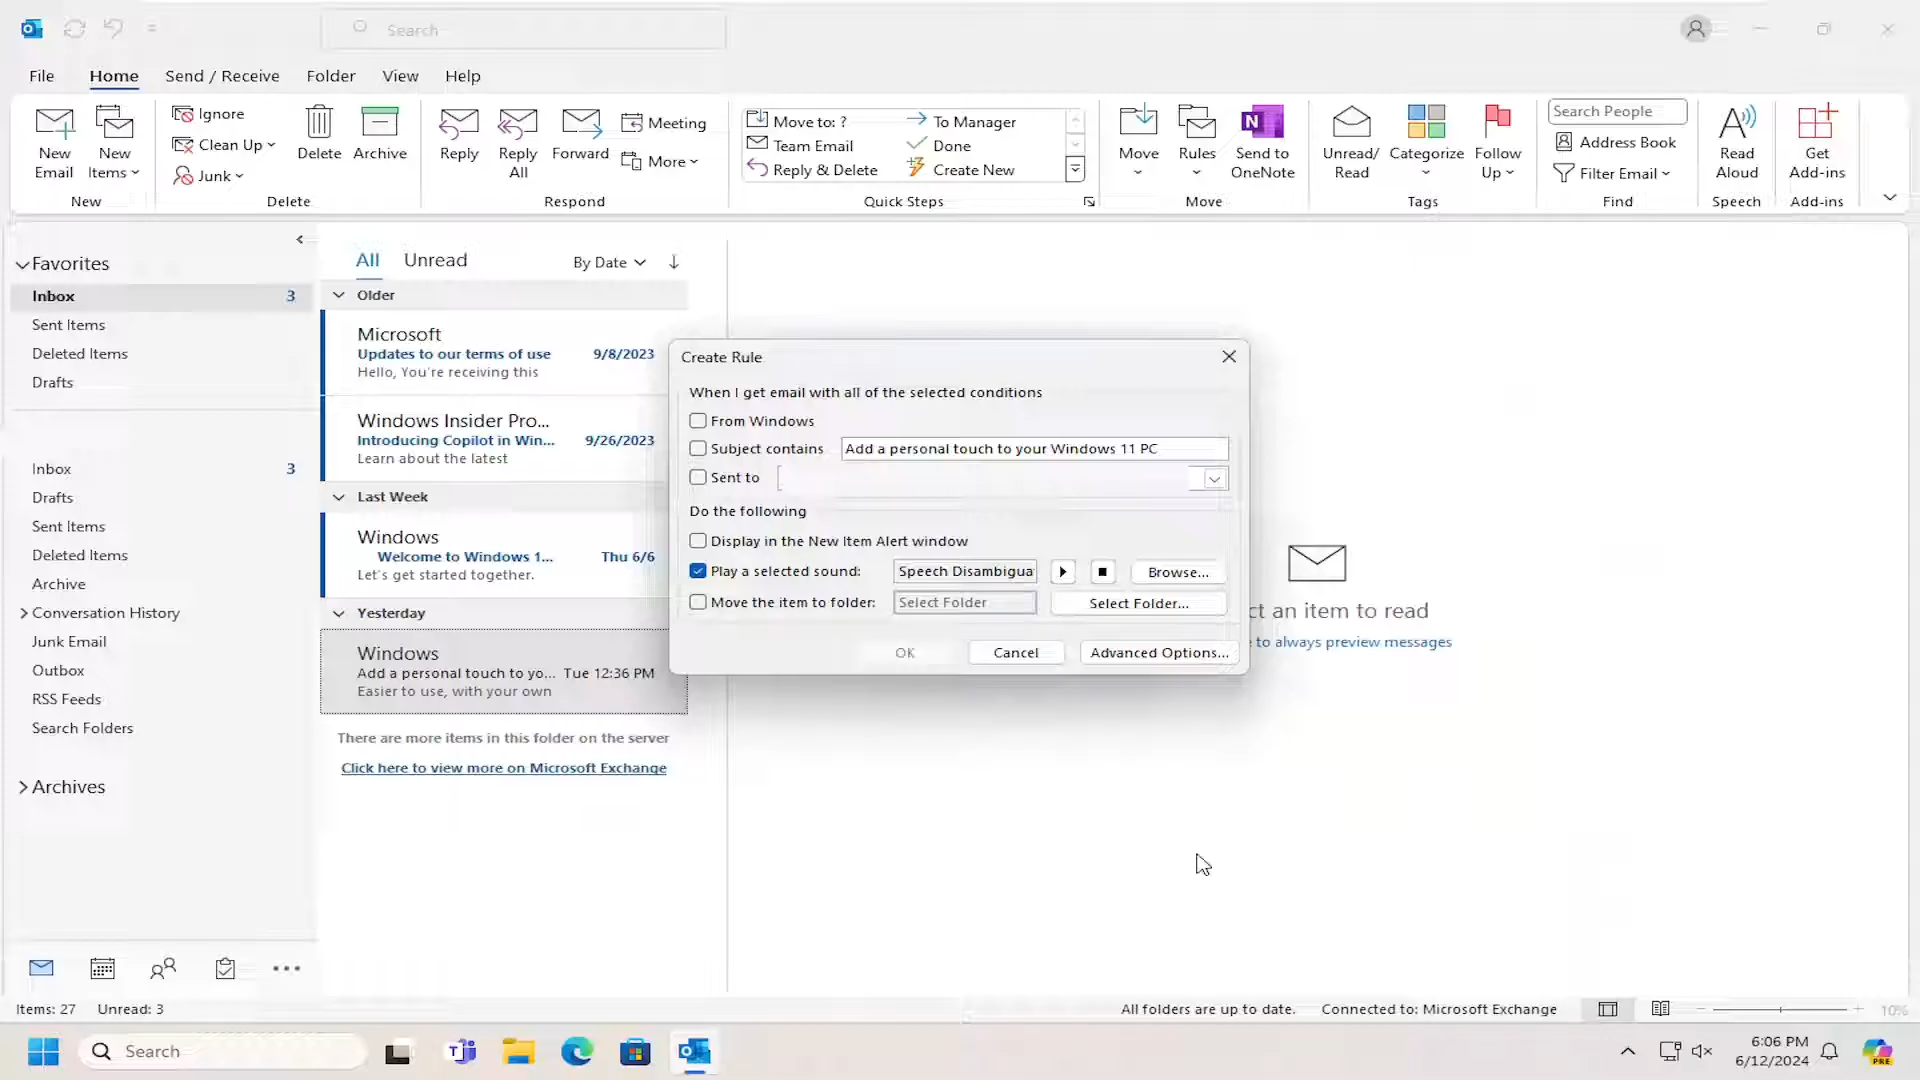 Search
File Home Send / Receive Folder View Help
New Email
New Items
New
Ignore
Clean Up
Junk
Delete
Archive
Delete
Reply
Reply All
Forward
Meeting
More
Respond
Move to: ?
Team Email
Reply & Delete
To Manager
Done
Create New
Quick Steps
Move
Rules
Send to OneNote
Move
Unread/ Read
Categorize
Follow Up
Tags
Search People
Address Book
Filter Email
Find
Read Aloud
Speech
Get Add-ins
Add-ins
Favorites
Inbox 3
Sent Items
Deleted Items
Drafts
Inbox 3
Drafts
Sent Items
Deleted Items
Archive
Conversation History
Junk Email
Outbox
RSS Feeds
Search Folders
Archives
All Unread By Date
Older
Microsoft
Updates to our terms of use 9/8/2023
Hello, You're receiving this
Windows Insider Pro...
Introducing Copilot in Win... 9/26/2023
Learn about the latest
Last Week
Windows
Welcome to Windows 1... Thu 6/6
Let's get started together.
Yesterday
Windows
Add a personal touch to yo... Tue 12:36 PM
Easier to use, with your own
There are more items in this folder on the server
Click here to view more on Microsoft Exchange
Create Rule
When I get email with all of the selected conditions
From Windows
Subject contains Add a personal touch to your Windows 11 PC
Sent to
Do the following
Display in the New Item Alert window
Play a selected sound: Speech Disambigua Browse...
Move the item to folder: Select Folder Select Folder...
OK Cancel Advanced Options...
ct an item to read
to always preview messages
Items: 27 Unread: 3
All folders are up to date. Connected to: Microsoft Exchange 10%
Search
6:06 PM
6/12/2024
PRE